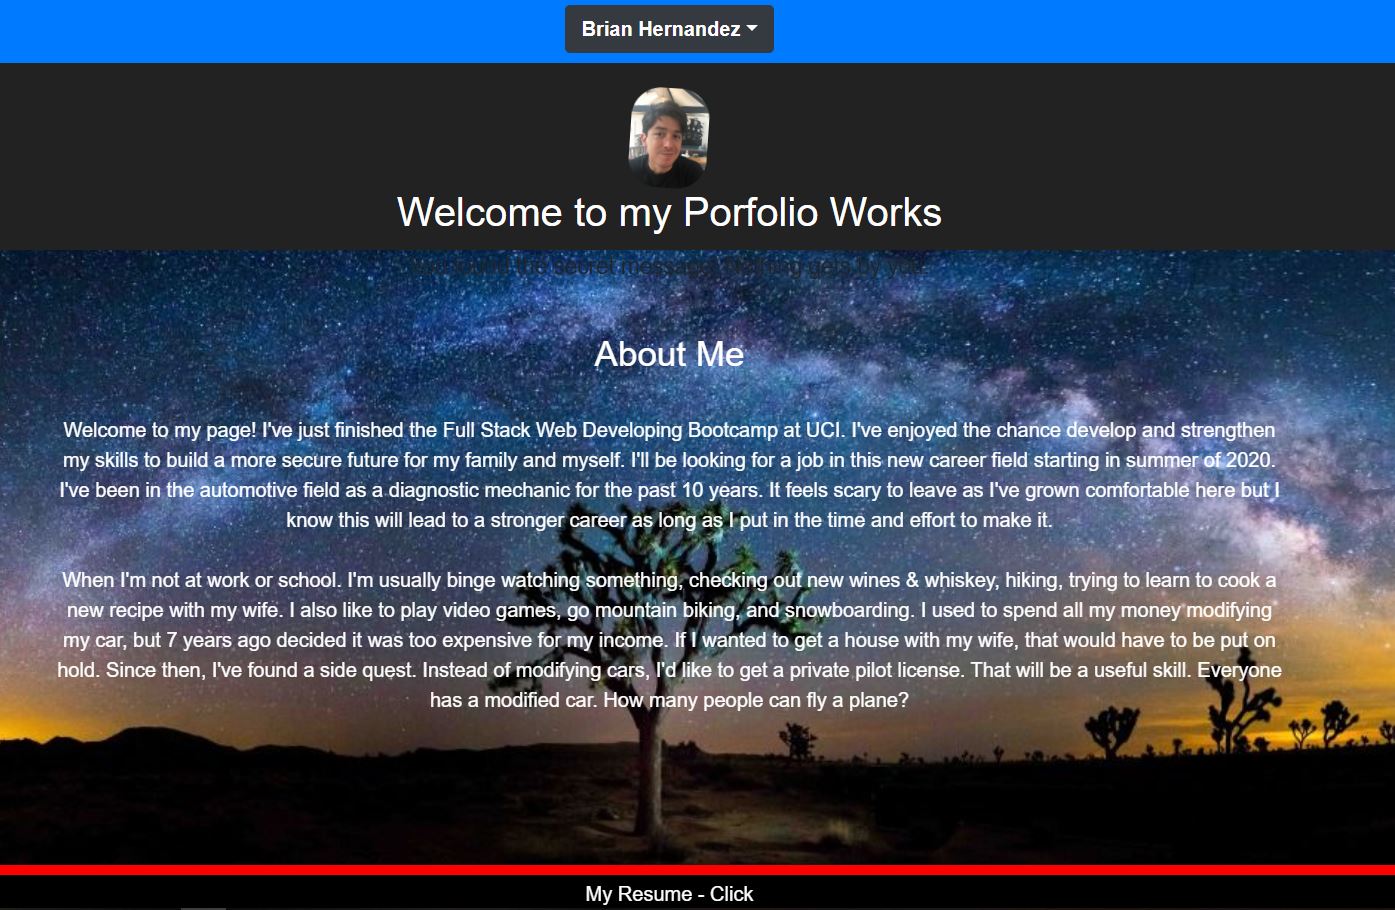 Brian Hernandez
Welcome to my Porfolio Works
You found the secret message! Nothing gets by you.
About Me
Welcome to my page! I've just finished the Full Stack Web Developing Bootcamp at UCI. I've enjoyed the chance develop and strengthen
my skills to build a more secure future for my family and myself. I'll be looking for a job in this new career field starting in summer of 2020.
I've been in the automotive field as a diagnostic mechanic for the past 10 years. It feels scary to leave as I've grown comfortable here but I
know this will lead to a stronger career as long as I put in the time and effort to make it.
When I'm not at work or school. I'm usually binge watching something, checking out new wines & whiskey, hiking, trying to learn to cook a
new recipe with my wife. I also like to play video games, go mountain biking, and snowboarding. I used to spend all my money modifying
my car, but 7 years ago decided it was too expensive for my income. If I wanted to get a house with my wife, that would have to be put on
hold. Since then, I've found a side quest. Instead of modifying cars, I'd like to get a private pilot license. That will be a useful skill. Everyone
has a modified car. How many people can fly a plane?
My Resume - Click